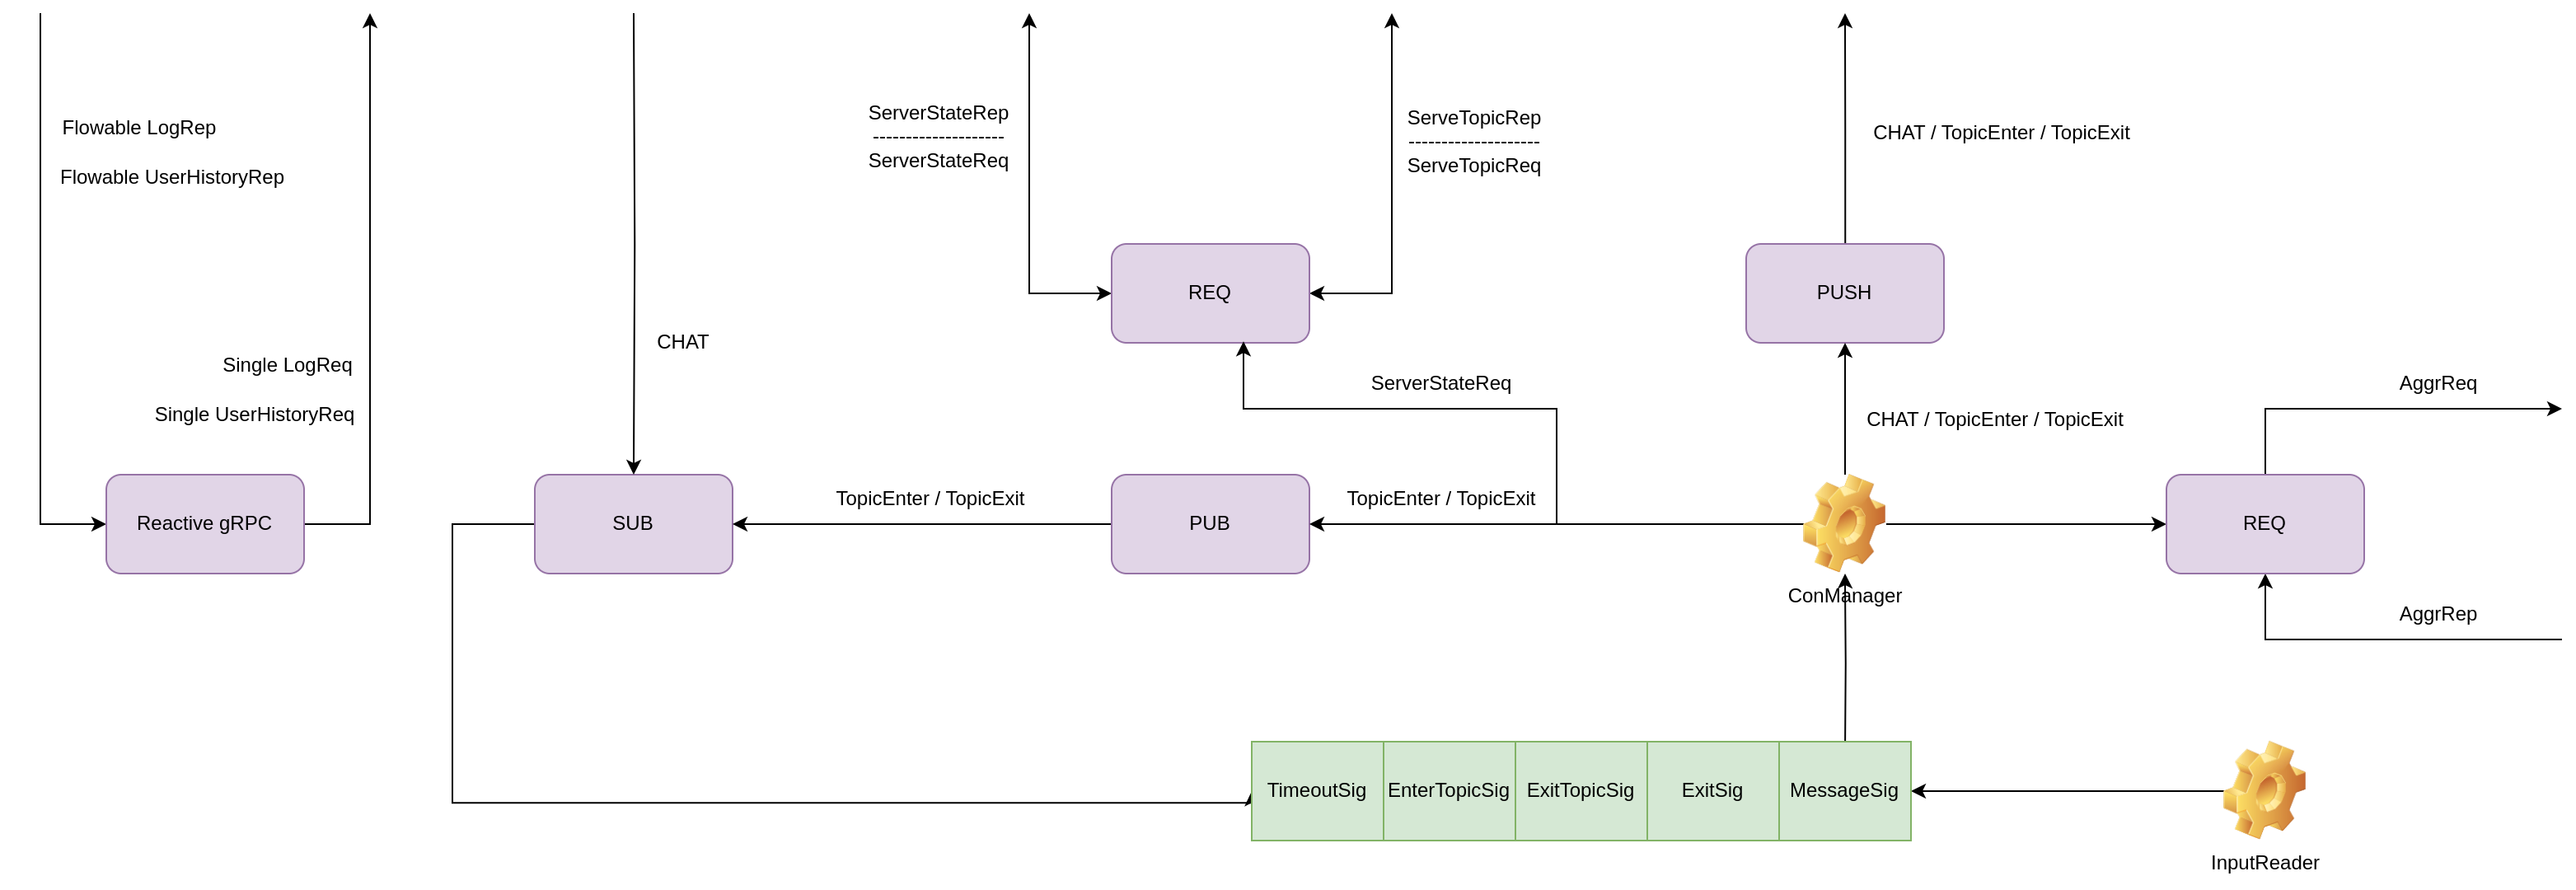 Flowable LogRep
Flowable UserHistoryRep
ServerStateRep
--------------------
ServerStateReq
ServeTopicRep
--------------------
ServeTopicReq
CHAT / TopicEnter / TopicExit
REQ
PUSH
CHAT
Single LogReq
Single UserHistoryReq
ServerStateReq
CHAT / TopicEnter / TopicExit
AggrReq
Reactive gRPC
SUB
TopicEnter / TopicExit
PUB
TopicEnter / TopicExit
ConManager
REQ
AggrRep
TimeoutSig
EnterTopicSig
ExitTopicSig
ExitSig
MessageSig
InputReader